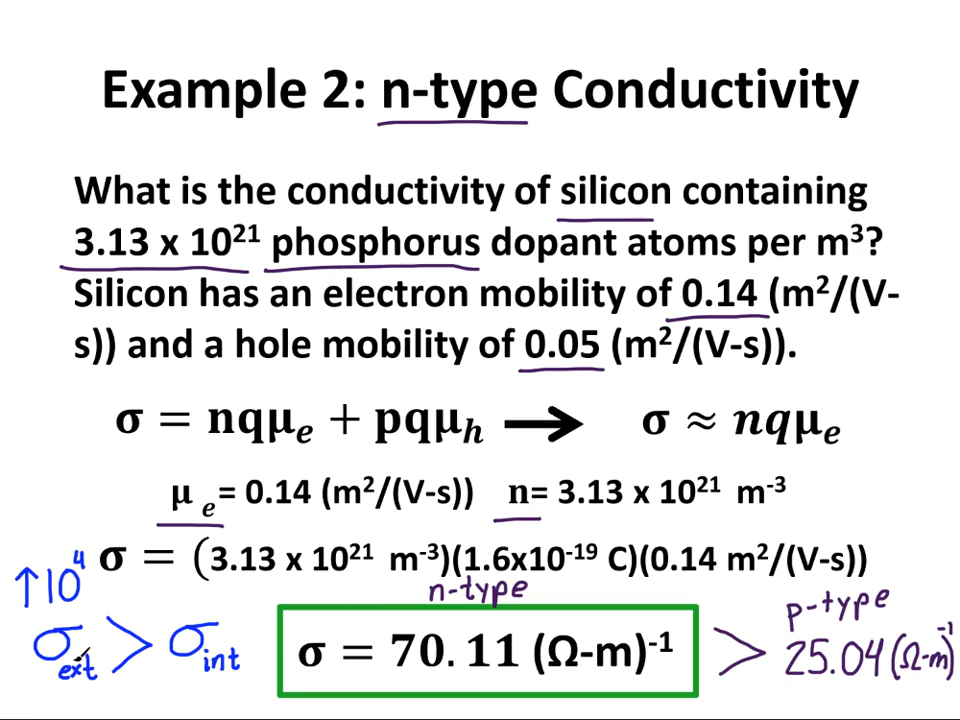 Example 2: n-type Conductivity
What is the conductivity of silicon containing
3.13 x 10²¹ phosphorus dopant atoms per m³?
Silicon has an electron mobility of 0.14 (m²/(V-
s)) and a hole mobility of 0.05 (m²/(V-s)).
σ = nqμₑ + pqμₕ → σ ≈ nqμₑ
μ ₑ= 0.14 (m²/(V-s)) n= 3.13 x 10²¹ m⁻³
σ = (3.13 x 10²¹ m⁻³)(1.6x10⁻¹⁹ C)(0.14 m²/(V-s))
↑10⁴
n-type
p-type
σext > σint
σ = 70.11 (Ω-m)⁻¹ > 25.04 (Ω-m)⁻¹